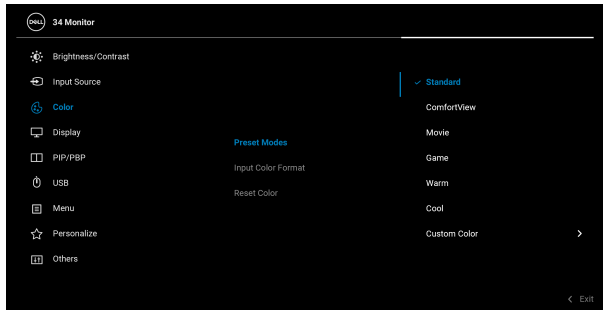 DELL 34 Monitor
Brightness/Contrast
Input Source
Color
Display
PIP/PBP
USB
Menu
Personalize
Others
Preset Modes
Input Color Format
Reset Color
Standard
ComfortView
Movie
Game
Warm
Cool
Custom Color
Exit